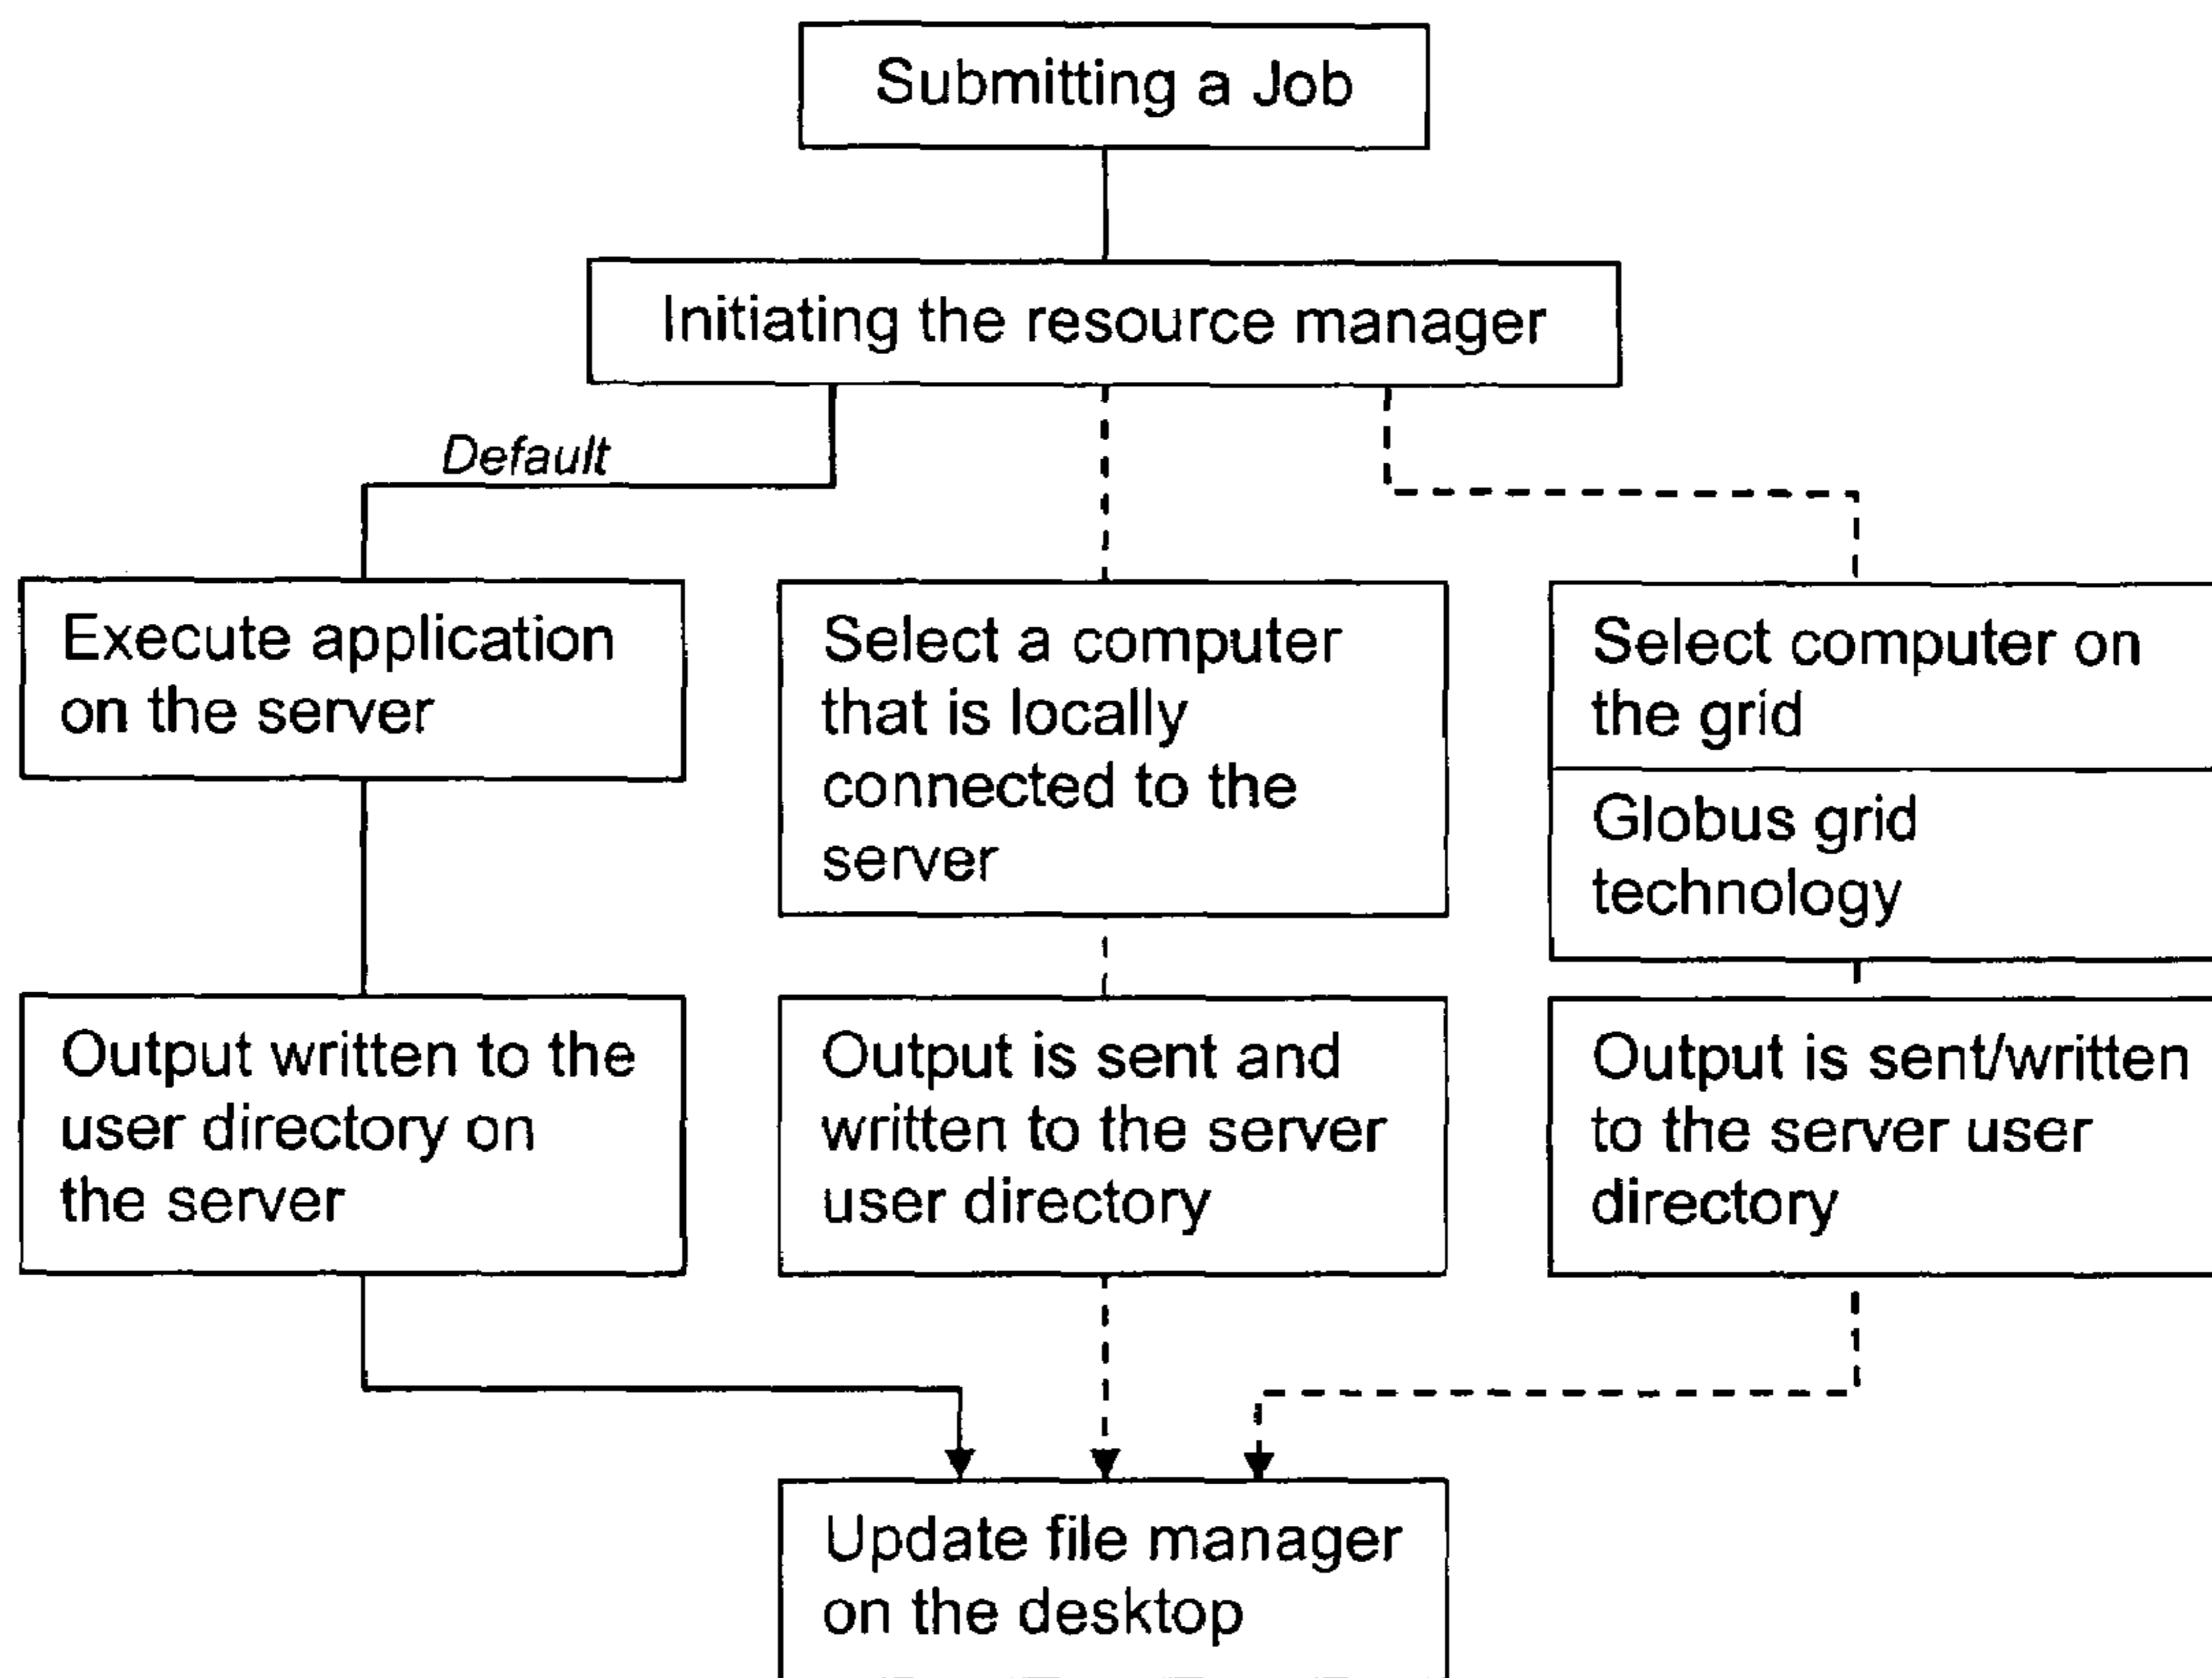 Submitting a Job
Initiating the resource manager
Default
Execute application
on the server
Select a computer
that is locally
connected to the
server
Select computer on
the grid
Globus grid
technology
Output written to the
user directory on
the server
Output is sent and
written to the server
user directory
Output is sent/written
to the server user
directory
Update file manager
on the desktop